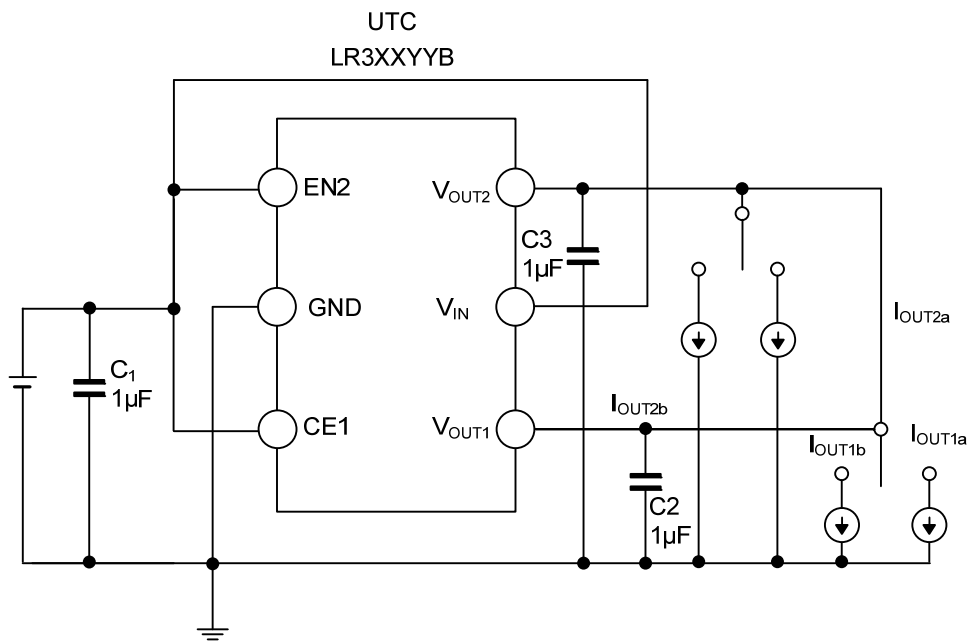 UTC
LR3XXYYB
EN2
VOUT2
C3
1µF
GND
VIN
IOUT2a
C1
1µF
CE1
VOUT1
IOUT2b
IOUT1b
IOUT1a
C2
1µF